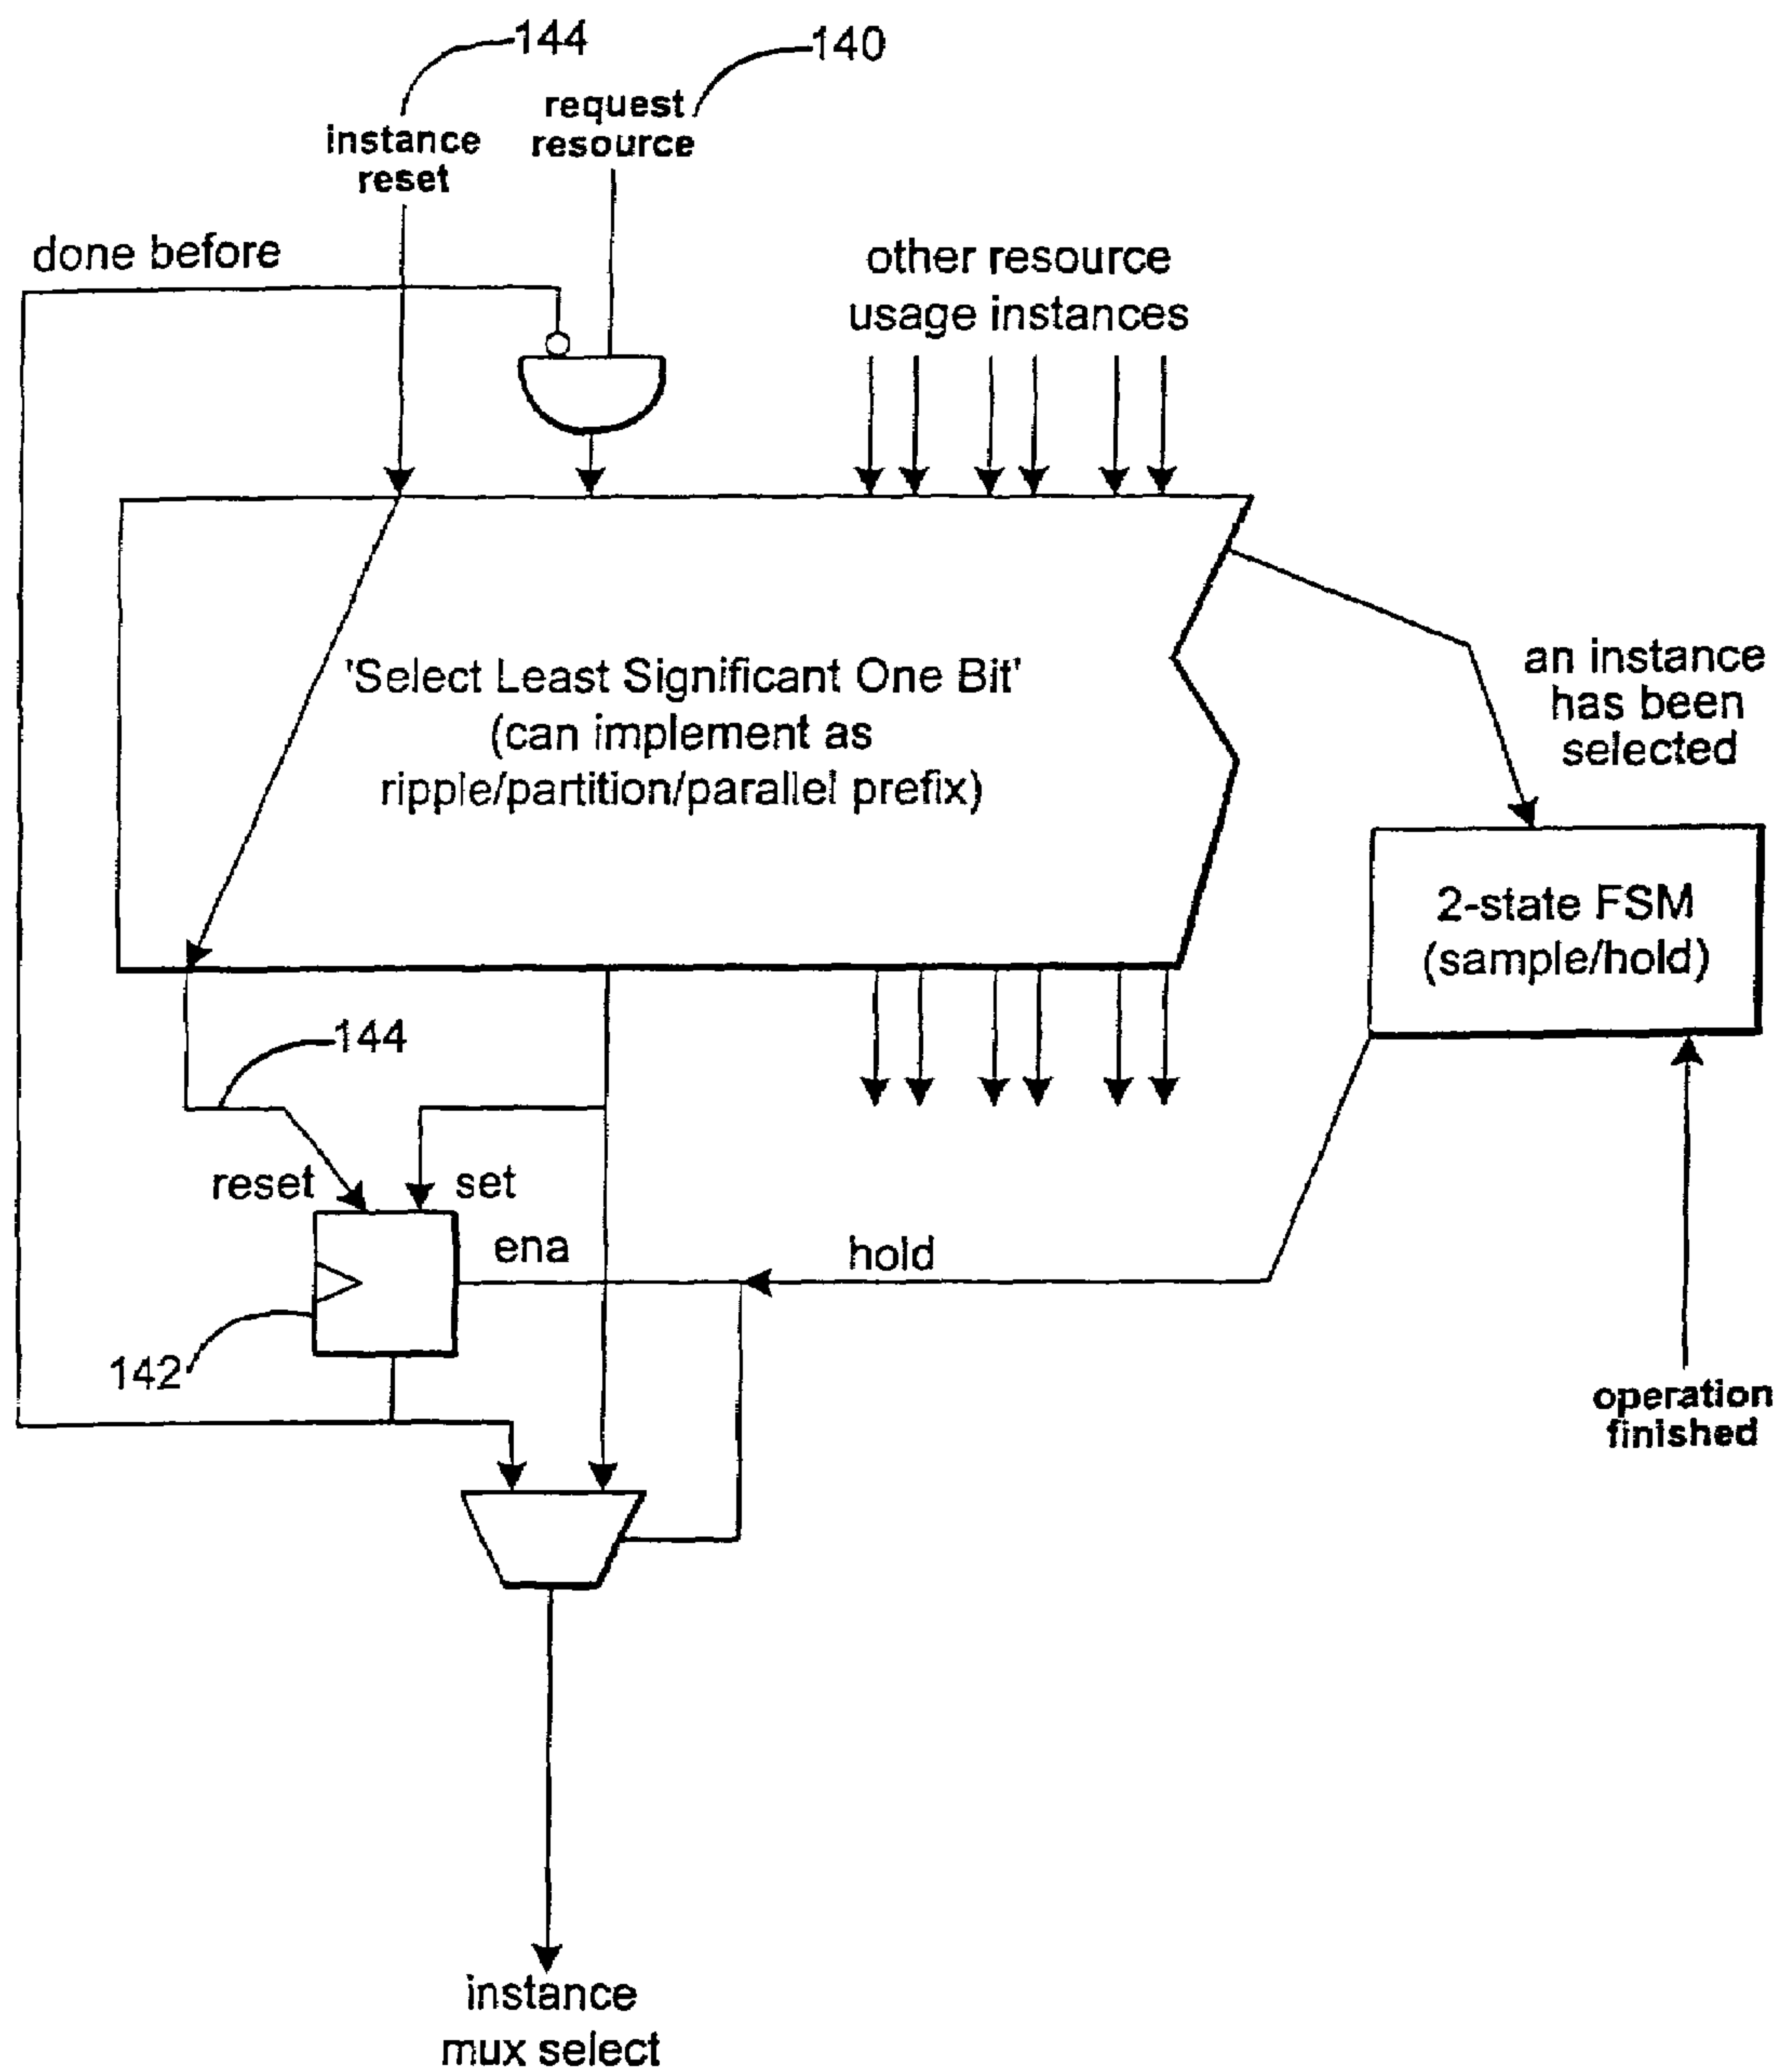 144
140
request
resource
instance
reset
done before
other resource
usage instances
'Select Least Significant One Bit'
(can implement as
ripple/partition/parallel prefix)
an instance
has been
selected
2-state FSM
(sample/hold)
144
reset
set
ena
hold
142
operation
finished
instance
mux select